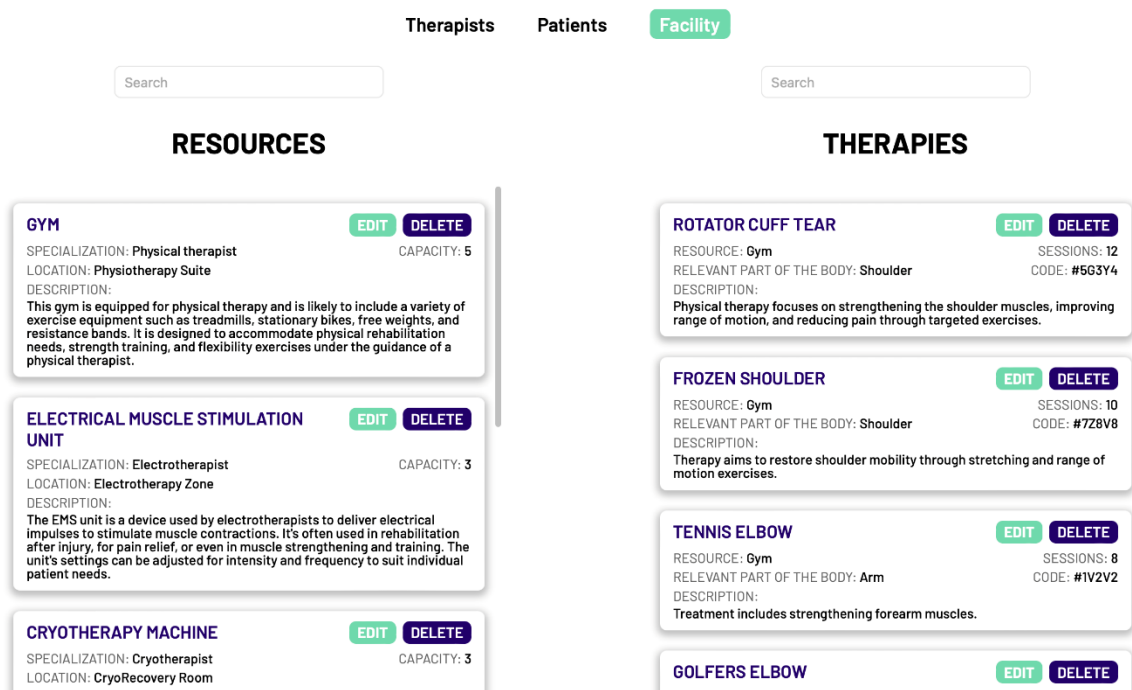 Therapists Patients Facility
Search
RESOURCES
GYM EDIT DELETE
SPECIALIZATION: Physical therapist CAPACITY: 5
LOCATION: Physiotherapy Suite
DESCRIPTION:
This gym is equipped for physical therapy and is likely to include a variety of
exercise equipment such as treadmills, stationary bikes, free weights, and
resistance bands. It is designed to accommodate physical rehabilitation
needs, strength training, and flexibility exercises under the guidance of a
physical therapist.
ELECTRICAL MUSCLE STIMULATION EDIT DELETE
UNIT
SPECIALIZATION: Electrotherapist CAPACITY: 3
LOCATION: Electrotherapy Zone
DESCRIPTION:
The EMS unit is a device used by electrotherapists to deliver electrical
impulses to stimulate muscle contractions. It's often used in rehabilitation
after injury, for pain relief, or even in muscle strengthening and training. The
unit's settings can be adjusted for intensity and frequency to suit individual
patient needs.
CRYOTHERAPY MACHINE EDIT DELETE
SPECIALIZATION: Cryotherapist CAPACITY: 3
LOCATION: CryoRecovery Room
Search
THERAPIES
ROTATOR CUFF TEAR EDIT DELETE
RESOURCE: Gym SESSIONS: 12
RELEVANT PART OF THE BODY: Shoulder CODE: #5G3Y4
DESCRIPTION:
Physical therapy focuses on strengthening the shoulder muscles, improving
range of motion, and reducing pain through targeted exercises.
FROZEN SHOULDER EDIT DELETE
RESOURCE: Gym SESSIONS: 10
RELEVANT PART OF THE BODY: Shoulder CODE: #7Z8V8
DESCRIPTION:
Therapy aims to restore shoulder mobility through stretching and range of
motion exercises.
TENNIS ELBOW EDIT DELETE
RESOURCE: Gym SESSIONS: 8
RELEVANT PART OF THE BODY: Arm CODE: #1V2V2
DESCRIPTION:
Treatment includes strengthening forearm muscles.
GOLFERS ELBOW EDIT DELETE